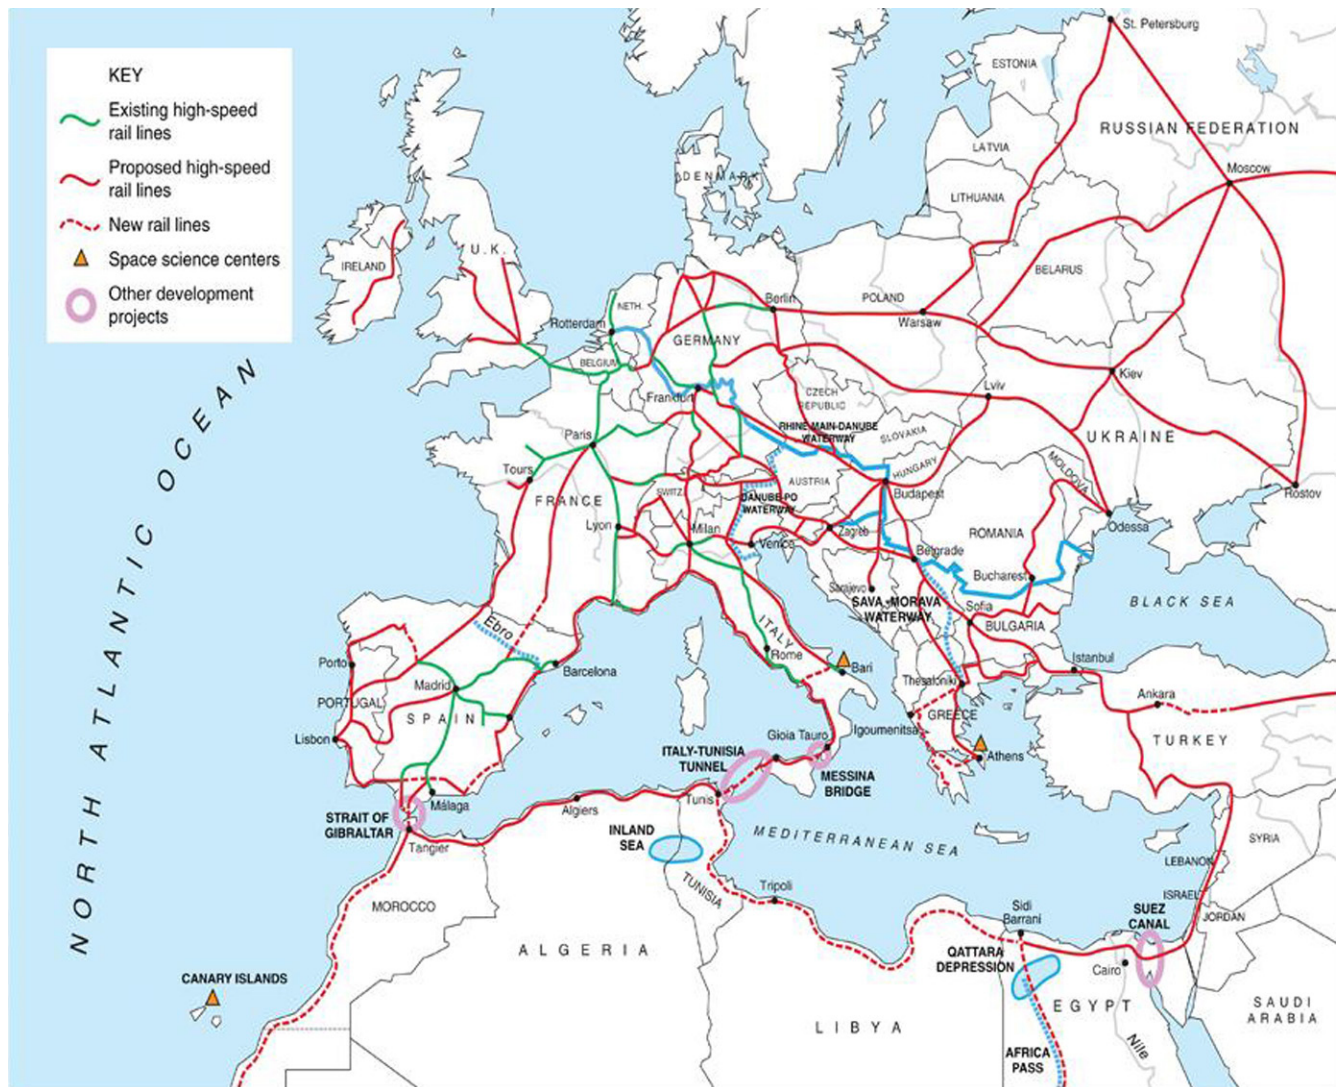 KEY
Existing high-speed
rail lines
Proposed high-speed
rail lines
New rail lines
Space science centers
Other development
projects
St. Petersburg
ESTONIA
RUSSIAN FEDERATION
LATVIA
Moscow
DENMARK
LITHUANIA
U.K.
IRELAND
BELARUS
NETH.
Berlin
POLAND
Warsaw
Rotterdam
GERMANY
BELGIUM
Kiev
Lviv
Frankfurt
CZECH
REPUBLIC
RHINE-MAIN-DANUBE
WATERWAY
SLOVAKIA
UKRAINE
Paris
Tours
FRANCE
SWITZ.
AUSTRIA
HUNGARY
Budapest
MOLDOVA
Rostov
DANUBE-PO
WATERWAY
Lyon
Milan
Venice
Zagreb
ROMANIA
Odessa
Belgrade
Bucharest
Sarajevo
SAVA-MORAVA
WATERWAY
Sofia
BULGARIA
BLACK SEA
NORTH ATLANTIC OCEAN
Ebro
ITALY
Rome
Bari
Istanbul
Porto
Barcelona
Madrid
PORTUGAL
SPAIN
Thesaloniki
Ankara
Igoumenitsa
GREECE
Lisbon
Gioia Tauro
Athens
TURKEY
ITALY-TUNISIA
TUNNEL
MESSINA
BRIDGE
Málaga
Algiers
Tunis
STRAIT OF
GIBRALTAR
Tangier
INLAND
SEA
MEDITERRANEAN SEA
SYRIA
LEBANON
TUNISIA
Tripoli
ISRAEL
MOROCCO
Sidi
Barrani
SUEZ
CANAL
JORDAN
ALGERIA
QATTARA
DEPRESSION
Cairo
CANARY ISLANDS
LIBYA
EGYPT
SAUDI
ARABIA
Nile
AFRICA
PASS